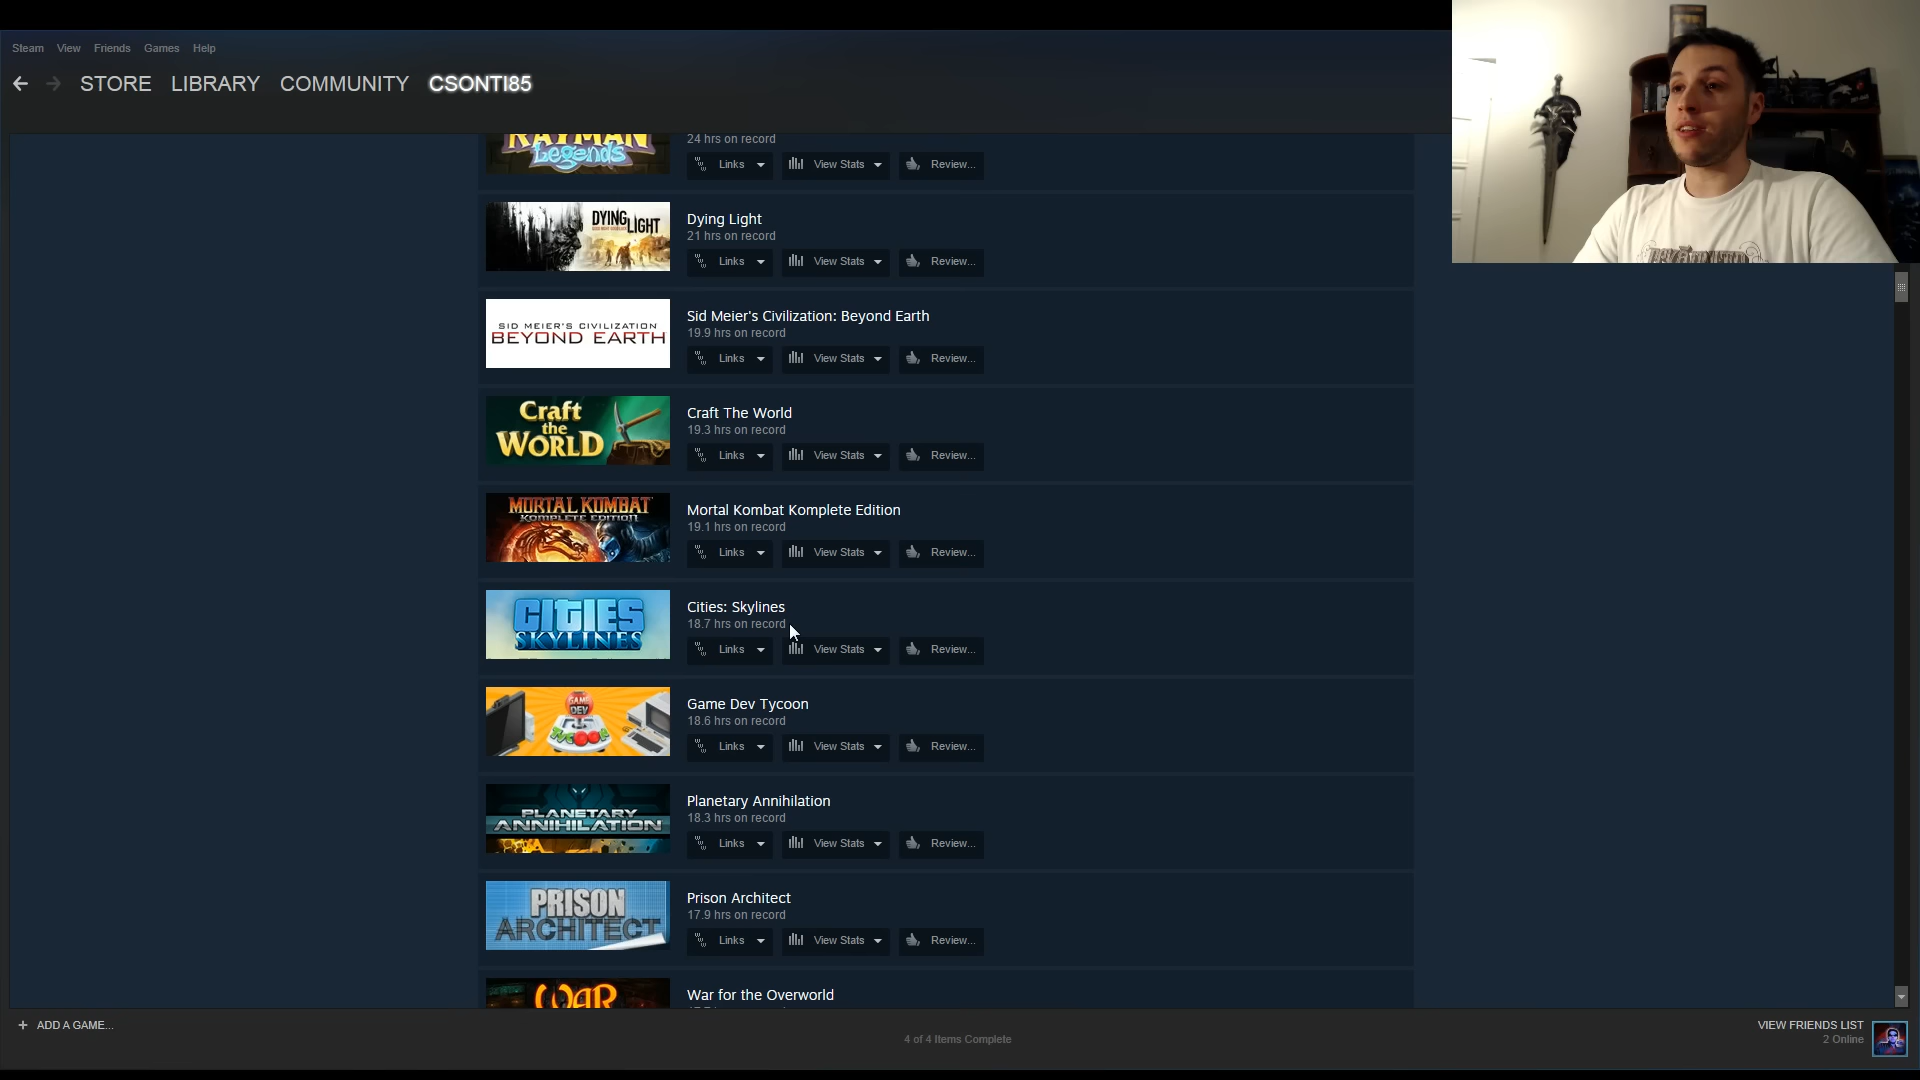 Steam View Friends Games Help
STORE LIBRARY COMMUNITY CSONTI85
RAYMAN
Legends
24 hrs on record
Links View Stats Review...
DYING LIGHT
Dying Light
21 hrs on record
Links View Stats Review...
SID MEIER'S CIVILIZATION
BEYOND EARTH
Sid Meier's Civilization: Beyond Earth
19.9 hrs on record
Links View Stats Review...
Craft
the
WORLD
Craft The World
19.3 hrs on record
Links View Stats Review...
MORTAL KOMBAT
KOMPLETE EDITION
Mortal Kombat Komplete Edition
19.1 hrs on record
Links View Stats Review...
CITIES
SKYLINES
Cities: Skylines
18.7 hrs on record
Links View Stats Review...
GAME
DEV
TYCOON
Game Dev Tycoon
18.6 hrs on record
Links View Stats Review...
PLANETARY
ANNIHILATION
Planetary Annihilation
18.3 hrs on record
Links View Stats Review...
PRISON
ARCHITECT
Prison Architect
17.9 hrs on record
Links View Stats Review...
WAR
War for the Overworld
+ ADD A GAME...
4 of 4 Items Complete
VIEW FRIENDS LIST
2 Online